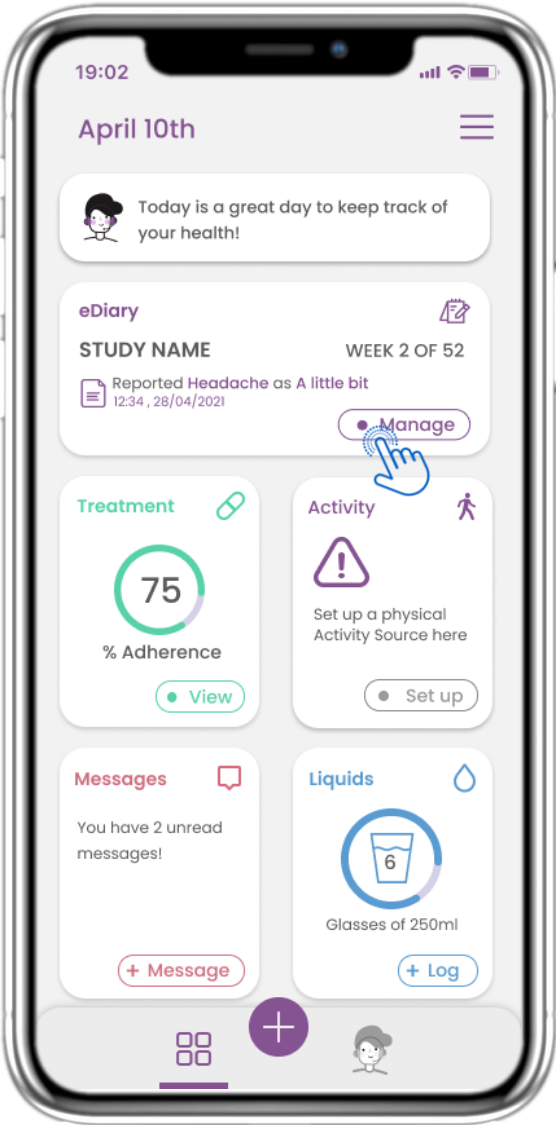 19:02
April 10th
Today is a great day to keep track of
your health!
eDiary
STUDY NAME
WEEK 2 OF 52
Reported Headache as A little bit
12:34 , 28/04/2021
Manage
Treatment
75
% Adherence
View
Activity
!
Set up a physical
Activity Source here
Set up
Messages
You have 2 unread
messages!
+ Message
Liquids
6
Glasses of 250ml
+ Log
+